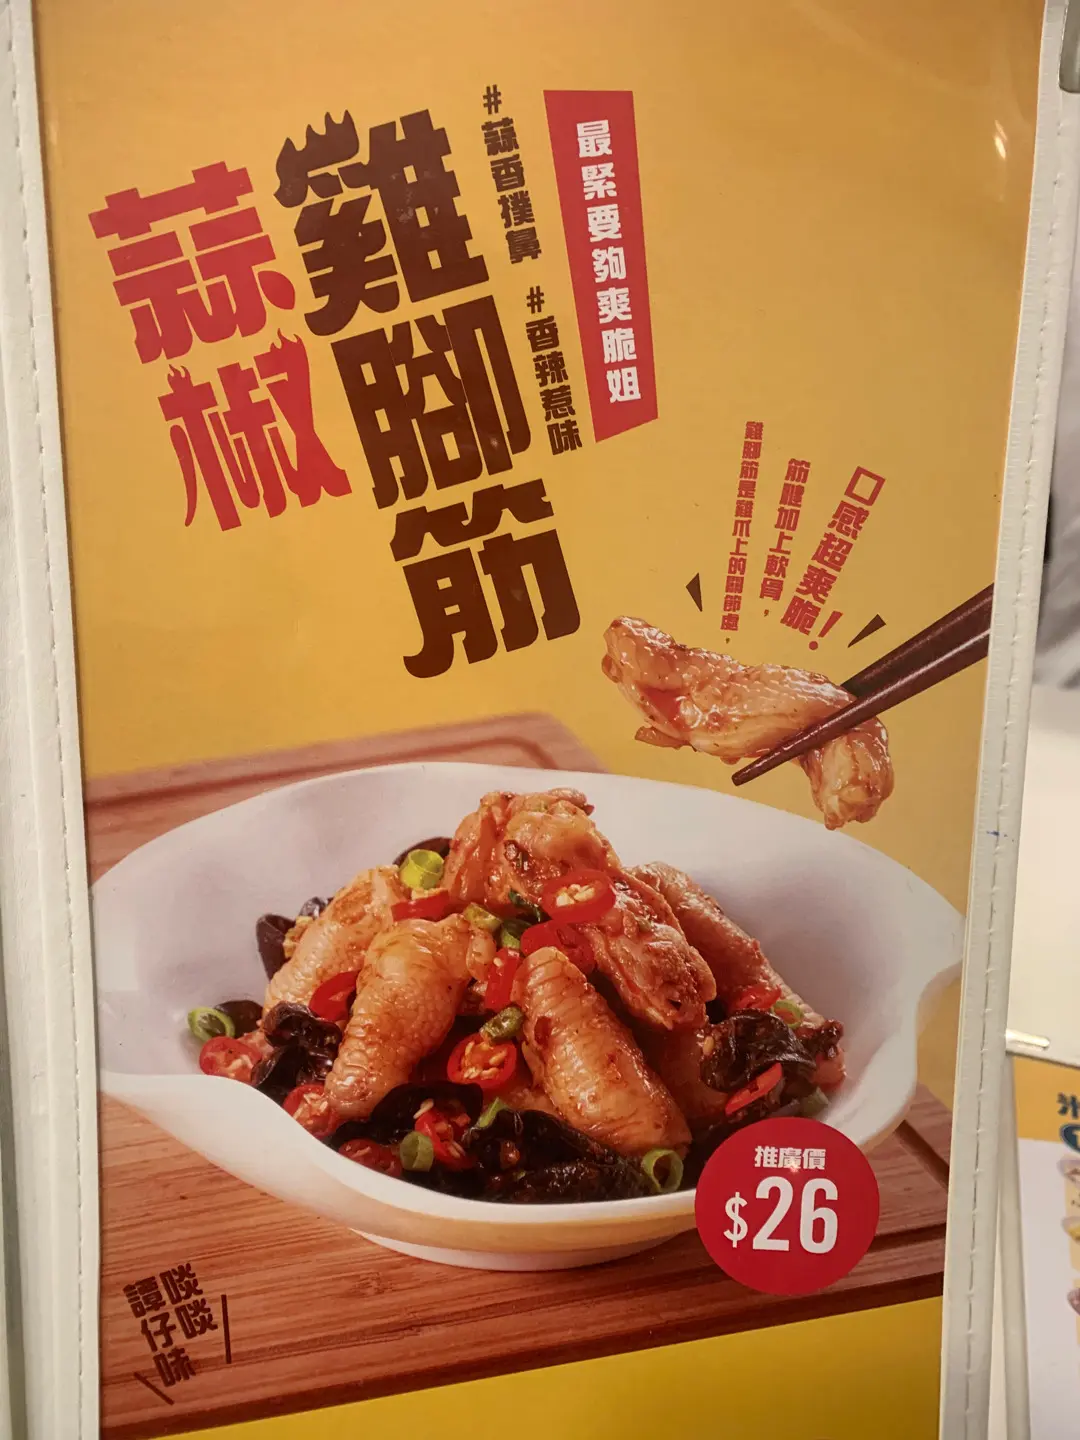 最緊要夠爽脆姐
#蒜香撲鼻 #香辣惹味
雞腳筋
蒜椒
口感超爽脆！
筋腱加上軟骨，
雞腳筋是雞爪上的關節處，
推廣價
$26
啖啖
譚仔味